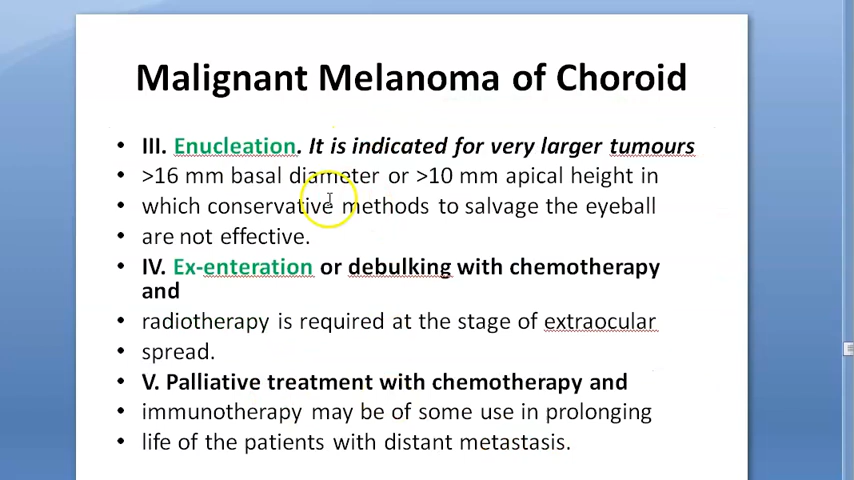 Malignant Melanoma of Choroid
• III. Enucleation. It is indicated for very larger tumours
• >16 mm basal diameter or >10 mm apical height in
• which conservative methods to salvage the eyeball
• are not effective.
• IV. Ex-enteration or debulking with chemotherapy
and
• radiotherapy is required at the stage of extraocular
• spread.
• V. Palliative treatment with chemotherapy and
• immunotherapy may be of some use in prolonging
• life of the patients with distant metastasis.